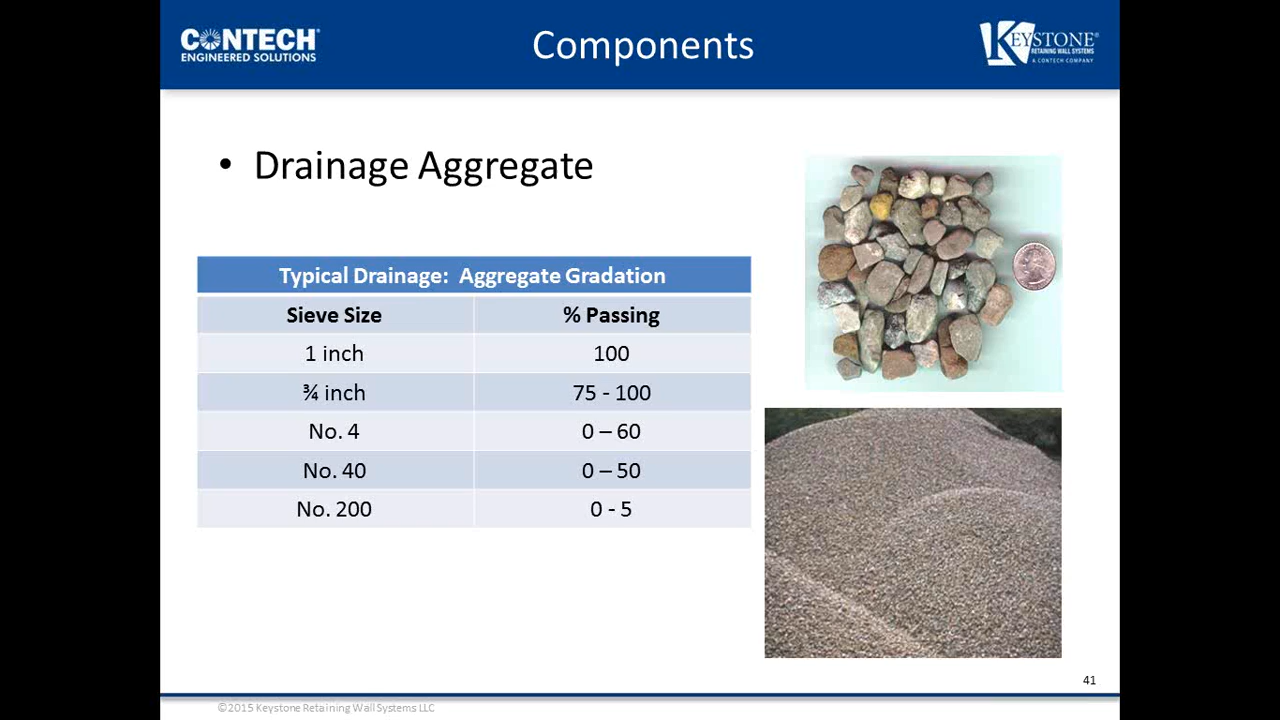 CONTECH®
ENGINEERED SOLUTIONS
Components
KEYSTONE®
RETAINING WALL SYSTEMS
A CONTECH COMPANY
• Drainage Aggregate
Typical Drainage:  Aggregate Gradation
Sieve Size % Passing
1 inch 100
¾ inch 75 - 100
No. 4 0 – 60
No. 40 0 – 50
No. 200 0 - 5
41
©2015 Keystone Retaining Wall Systems LLC